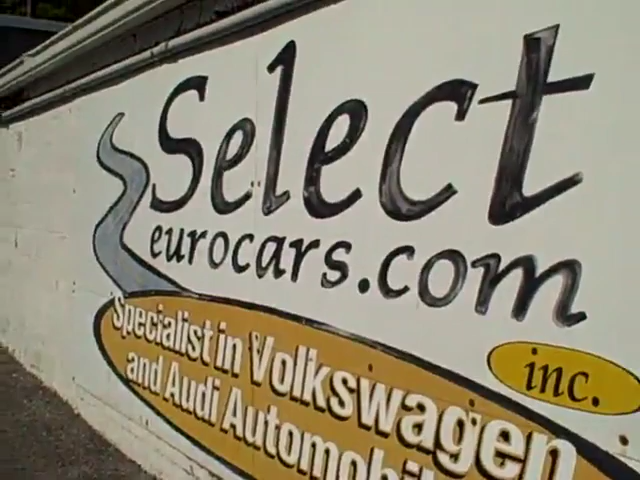 Select
eurocars.com
inc.
Specialist in Volkswagen
and Audi